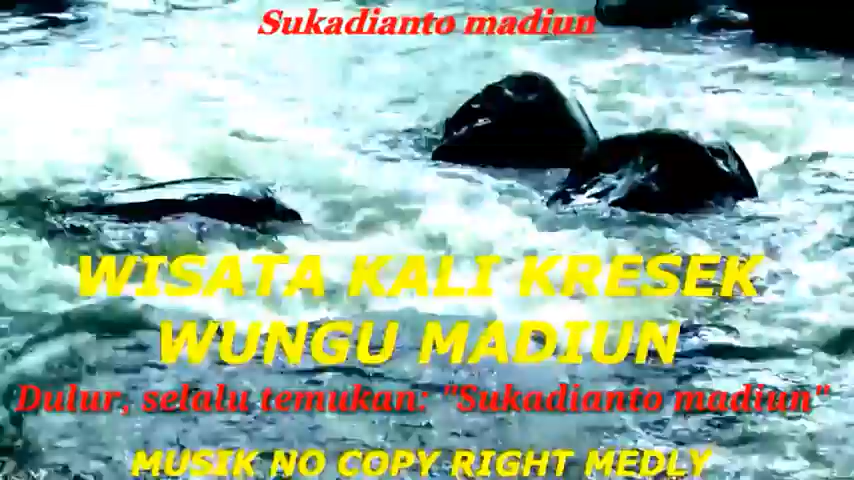 Sukadianto madiun
WISATA KALI KRESEK
WUNGU MADIUN
Dulur, selalu temukan: "Sukadianto madiun"
MUSIK NO COPY RIGHT MEDLY